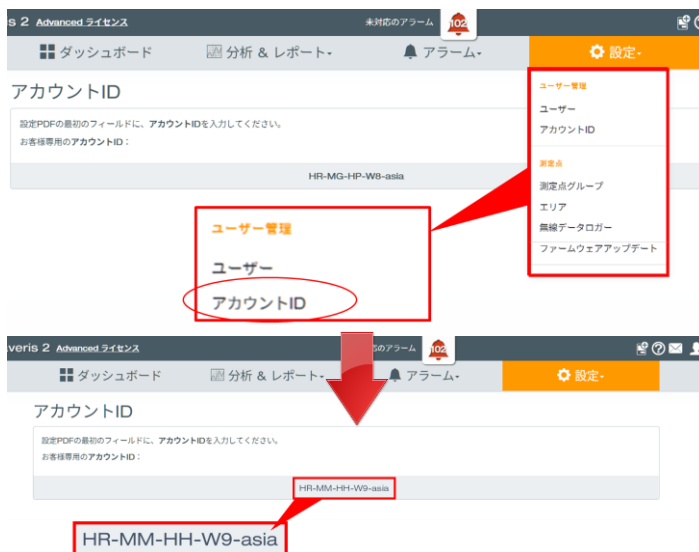 is 2 Advanced ライセンス 未対応のアラーム 102
ダッシュボード 分析 & レポート アラーム 設定
アカウントID
設定PDFの最初のフィールドに、アカウントIDを入力してください。
お客様専用のアカウントID：
HR-MG-HP-W8-asia
ユーザー管理
ユーザー
アカウントID
測定点
測定点グループ
エリア
無線データロガー
ファームウェアアップデート
ユーザー管理
ユーザー
アカウントID
veris 2 Advanced ライセンス 応のアラーム 102
ダッシュボード 分析 & レポート アラーム 設定
アカウントID
設定PDFの最初のフィールドに、アカウントIDを入力してください。
お客様専用のアカウントID：
HR-MM-HH-W9-asia
HR-MM-HH-W9-asia